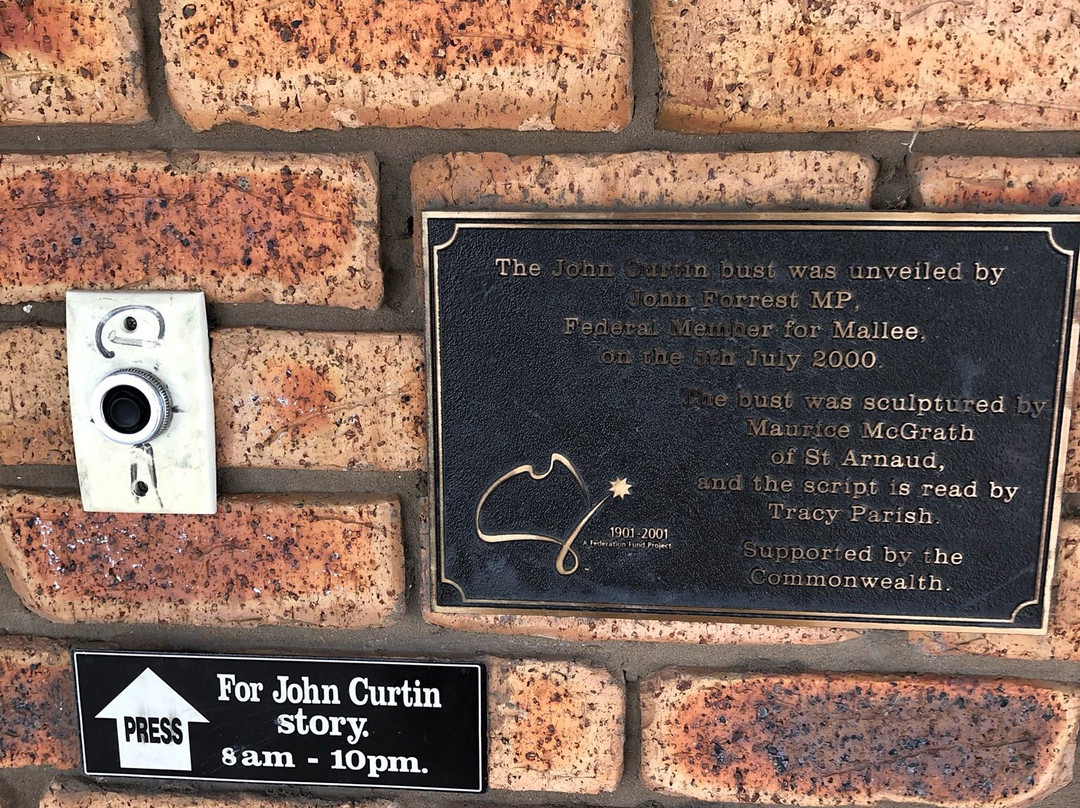 The John Curtin bust was unveiled by
John Forrest MP,
Federal Member for Mallee,
on the 5th July 2000.
The bust was sculptured by
Maurice McGrath
of St Arnaud,
and the script is read by
Tracy Parish.
Supported by the
Commonwealth.
1901-2001
A Federation Fund Project
PRESS
For John Curtin
story.
8am - 10pm.